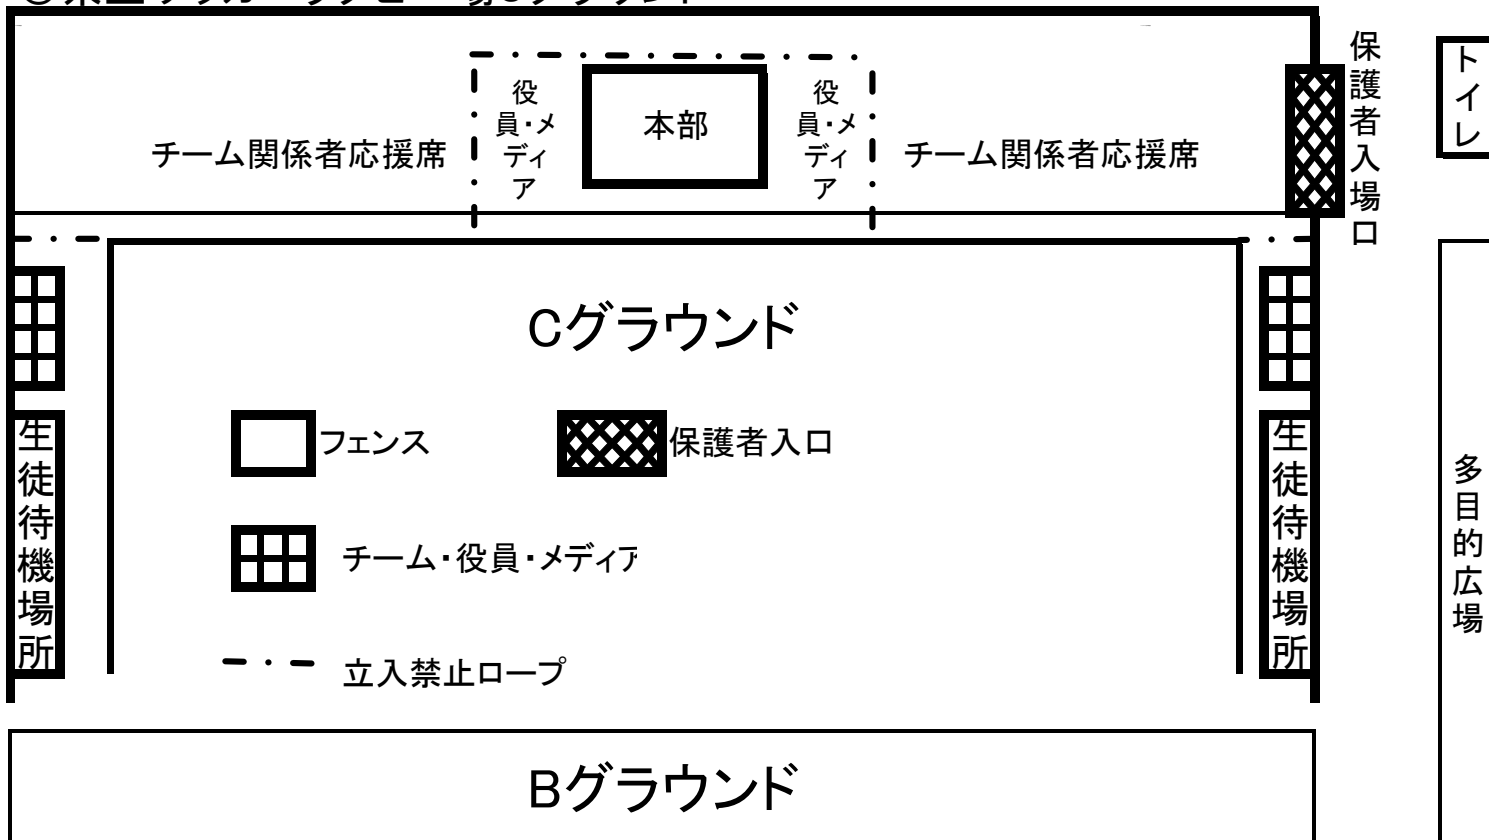 保護者入場口
トイレ
役員・メディア
本部
役員・メディア
チーム関係者応援席
チーム関係者応援席
Cグラウンド
フェンス
保護者入口
チーム・役員・メディア
立入禁止ロープ
生徒待機場所
生徒待機場所
多目的広場
Bグラウンド